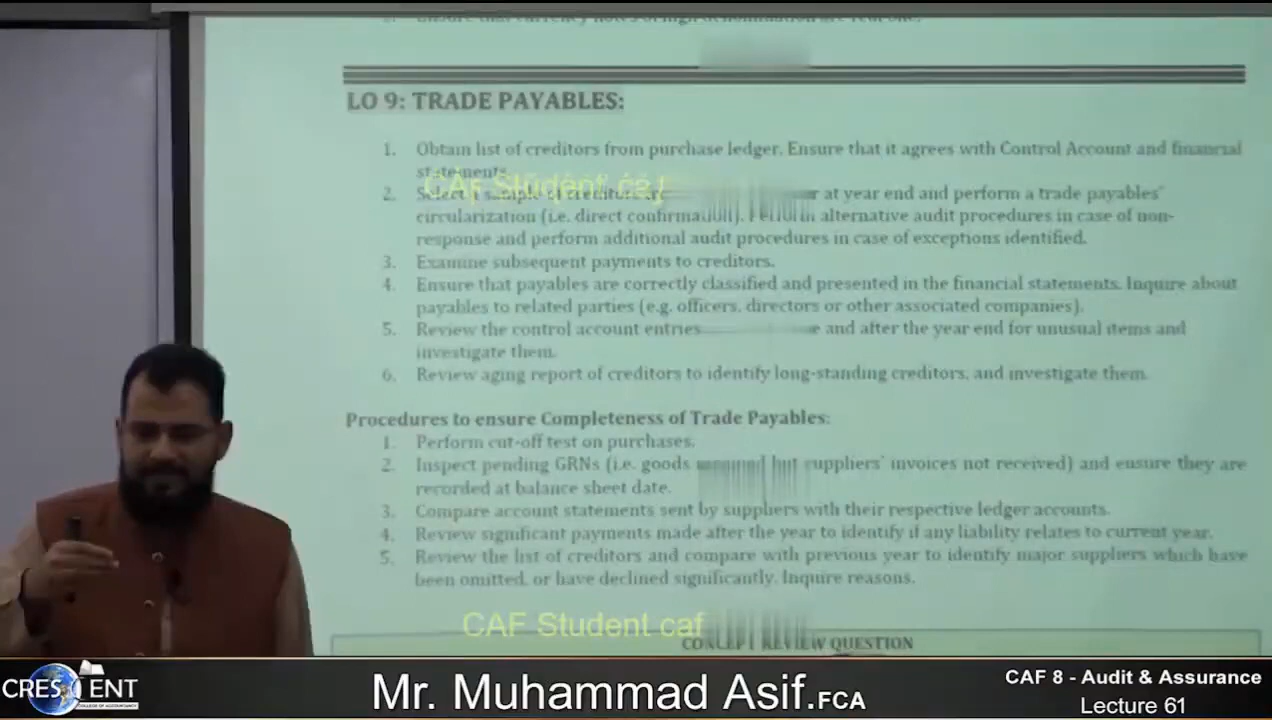 LO 9: TRADE PAYABLES:
1. Obtain list of creditors from purchase ledger. Ensure that it agrees with Control Account and financial
statements.
2. Select a sample of creditors at year end and perform a trade payables'
circularization (i.e. direct confirmation). Perform alternative audit procedures in case of non-
response and perform additional audit procedures in case of exceptions identified.
3. Examine subsequent payments to creditors.
4. Ensure that payables are correctly classified and presented in the financial statements. Inquire about
payables to related parties (e.g. officers, directors or other associated companies).
5. Review the control account entries and after the year end for unusual items and
investigate them.
6. Review aging report of creditors to identify long-standing creditors, and investigate them.
Procedures to ensure Completeness of Trade Payables:
1. Perform cut-off test on purchases.
2. Inspect pending GRNs (i.e. goods but suppliers' invoices not received) and ensure they are
recorded at balance sheet date.
3. Compare account statements sent by suppliers with their respective ledger accounts.
4. Review significant payments made after the year to identify if any liability relates to current year.
5. Review the list of creditors and compare with previous year to identify major suppliers which have
been omitted, or have declined significantly. Inquire reasons.
CAF Student caf
CAF Student caf
CONCEPT REVIEW QUESTION
CRESCENT
COLLEGE OF ACCOUNTANCY
Mr. Muhammad Asif.FCA
CAF 8 - Audit & Assurance
Lecture 61